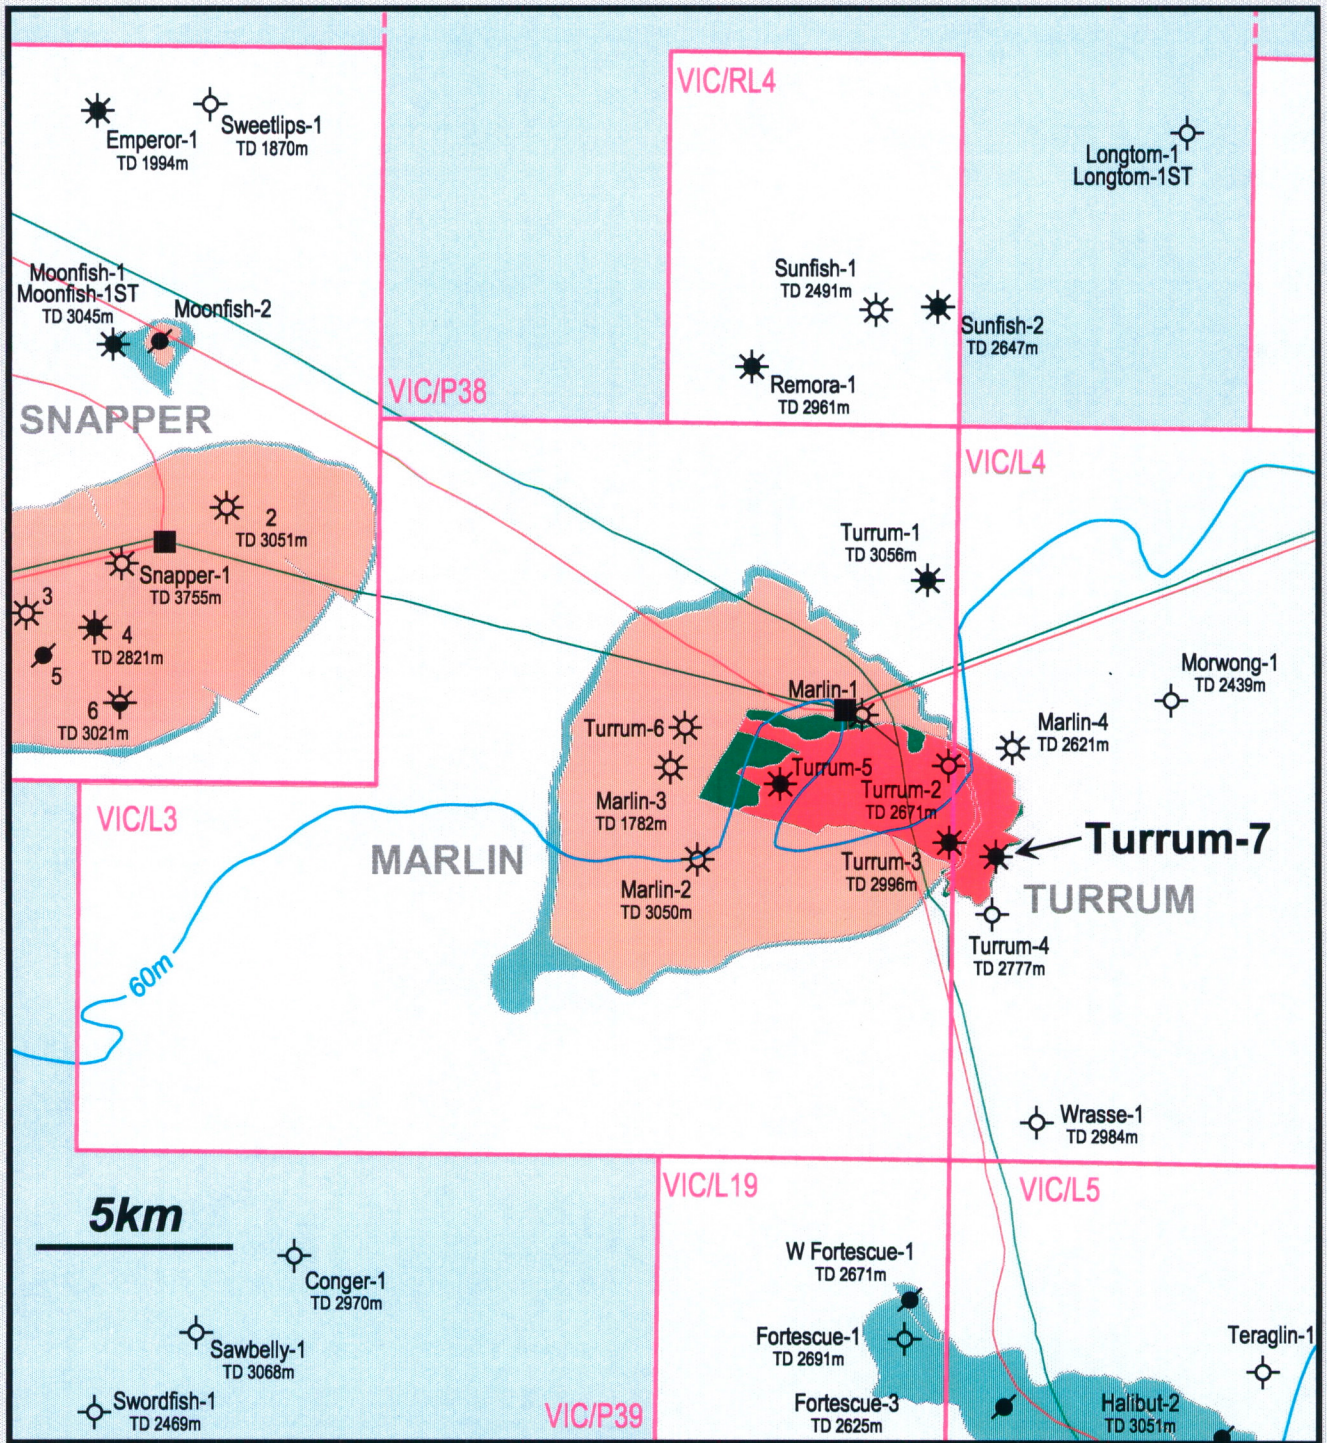 VIC/RL4
Emperor-1
TD 1994m
Sweetlips-1
TD 1870m
Longtom-1
Longtom-1ST
Moonfish-1
Moonfish-1ST
TD 3045m
Moonfish-2
Sunfish-1
TD 2491m
Sunfish-2
TD 2647m
Remora-1
TD 2961m
SNAPPER
VIC/P38
VIC/L4
2
TD 3051m
Snapper-1
TD 3755m
3
4
TD 2821m
5
6
TD 3021m
Turrum-1
TD 3056m
Morwong-1
TD 2439m
Marlin-1
Marlin-4
TD 2621m
Turrum-6
Turrum-5
Marlin-3
TD 1782m
Turrum-2
TD 2671m
VIC/L3
MARLIN
Turrum-7
Turrum-3
TD 2996m
Marlin-2
TD 3050m
TURRUM
Turrum-4
TD 2777m
60m
Wrasse-1
TD 2984m
VIC/L19
VIC/L5
5km
Conger-1
TD 2970m
W Fortescue-1
TD 2671m
Sawbelly-1
TD 3068m
Fortescue-1
TD 2691m
Teraglin-1
Swordfish-1
TD 2469m
VIC/P39
Fortescue-3
TD 2625m
Halibut-2
TD 3051m